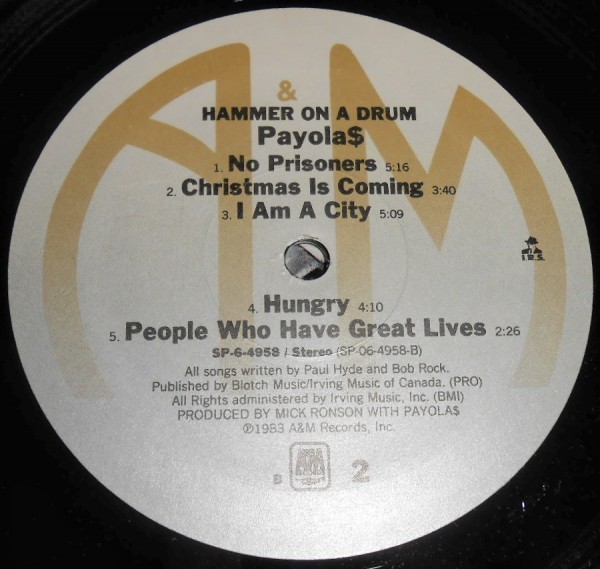 A & M
HAMMER ON A DRUM
Payola$
1. No Prisoners 5:16
2. Christmas Is Coming 3:40
3. I Am A City 5:09
I.R.S.
4. Hungry 4:10
5. People Who Have Great Lives 2:26
SP-6-4958 / Stereo (SP-06-4958-B)
All songs written by Paul Hyde and Bob Rock.
Published by Blotch Music/Irving Music of Canada. (PRO)
All Rights administered by Irving Music, Inc. (BMI)
PRODUCED BY MICK RONSON WITH PAYOLA$
℗1983 A&M Records, Inc.
B 2